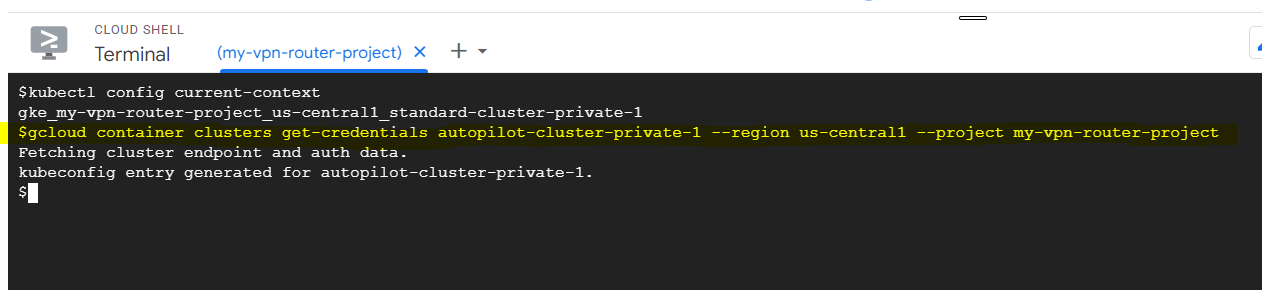 CLOUD SHELL
Terminal
(my-vpn-router-project)
$kubectl config current-context
gke_my-vpn-router-project_us-central1_standard-cluster-private-1
$gcloud container clusters get-credentials autopilot-cluster-private-1 --region us-central1 --project my-vpn-router-project
Fetching cluster endpoint and auth data.
kubeconfig entry generated for autopilot-cluster-private-1.
$